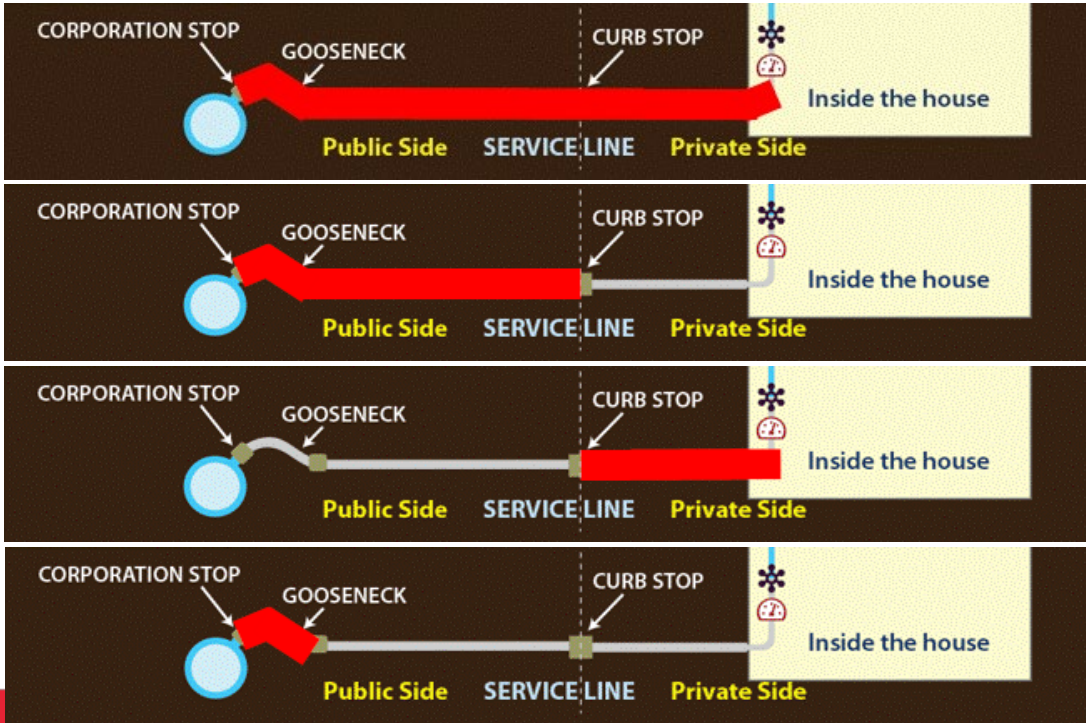 CORPORATION STOP
GOOSENECK
CURB STOP
Inside the house
Public Side SERVICE LINE Private Side
CORPORATION STOP
GOOSENECK
CURB STOP
Inside the house
Public Side SERVICE LINE Private Side
CORPORATION STOP
GOOSENECK
CURB STOP
Inside the house
Public Side SERVICE LINE Private Side
CORPORATION STOP
GOOSENECK
CURB STOP
Inside the house
Public Side SERVICE LINE Private Side